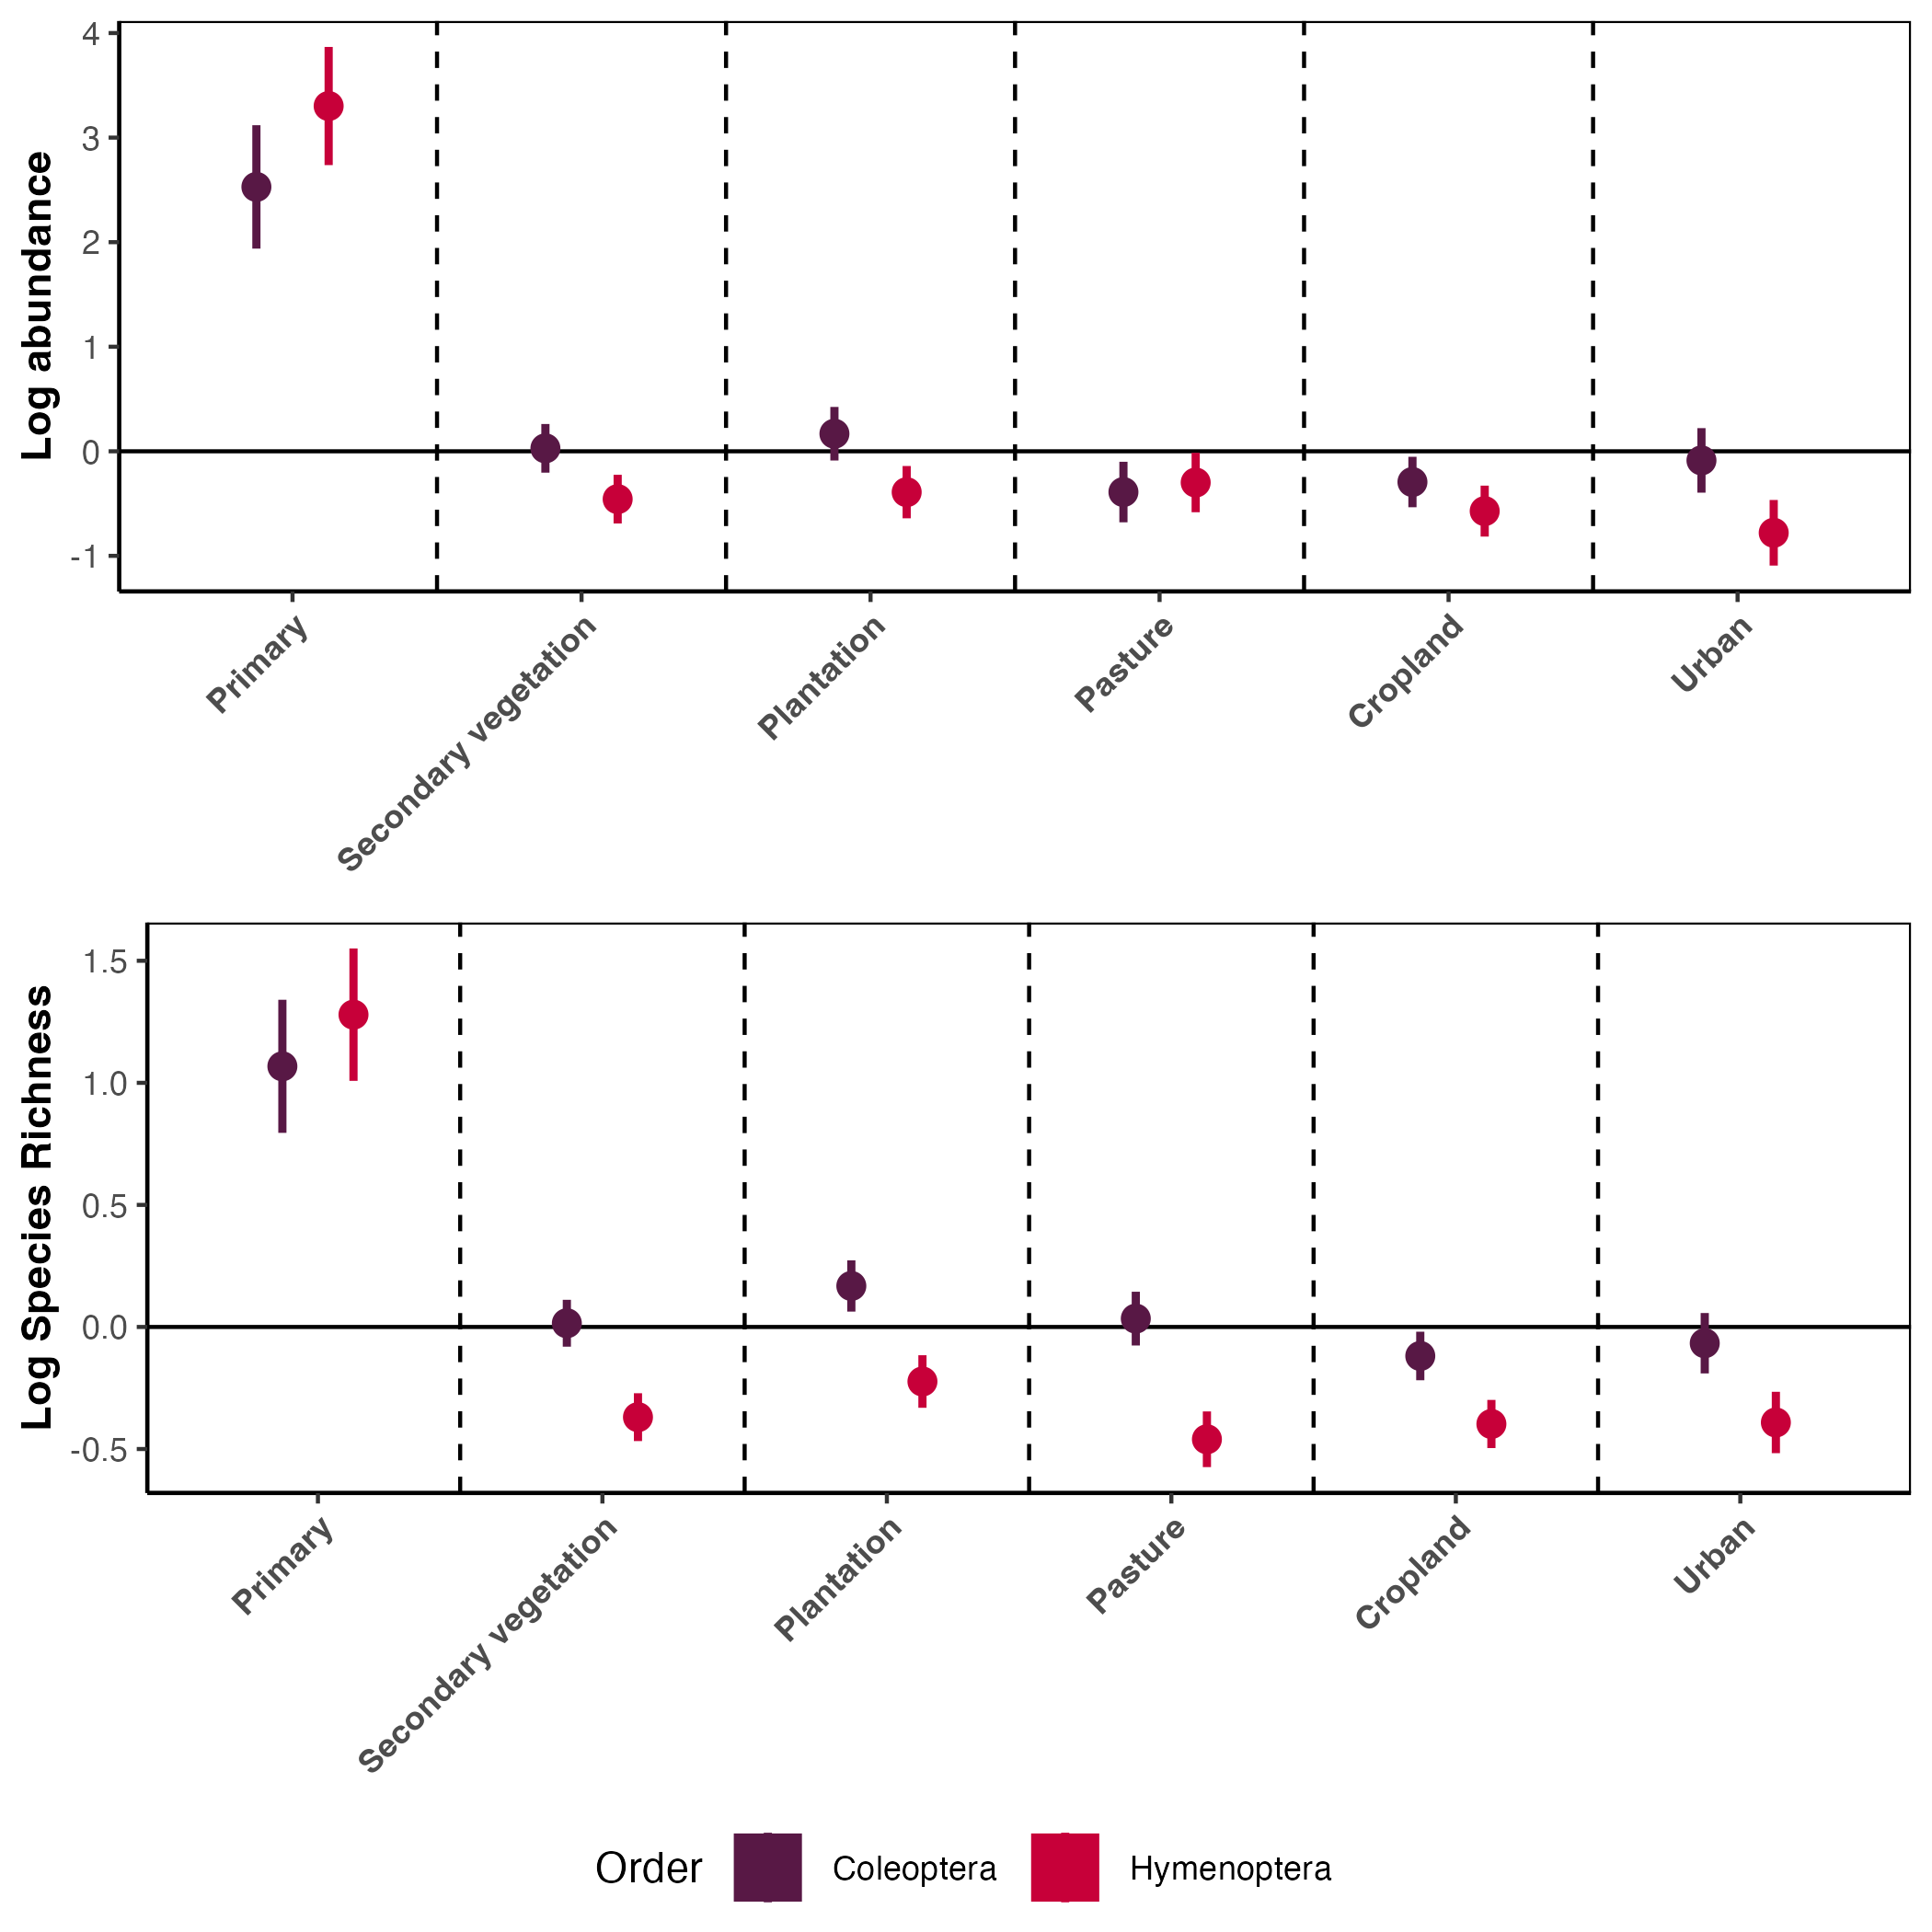 Log abundance
4
3
2
1
0
-1
Primary
Secondary vegetation
Plantation
Pasture
Cropland
Urban
Log Species Richness
1.5
1.0
0.5
0.0
-0.5
Primary
Secondary vegetation
Plantation
Pasture
Cropland
Urban
Order Coleoptera Hymenoptera